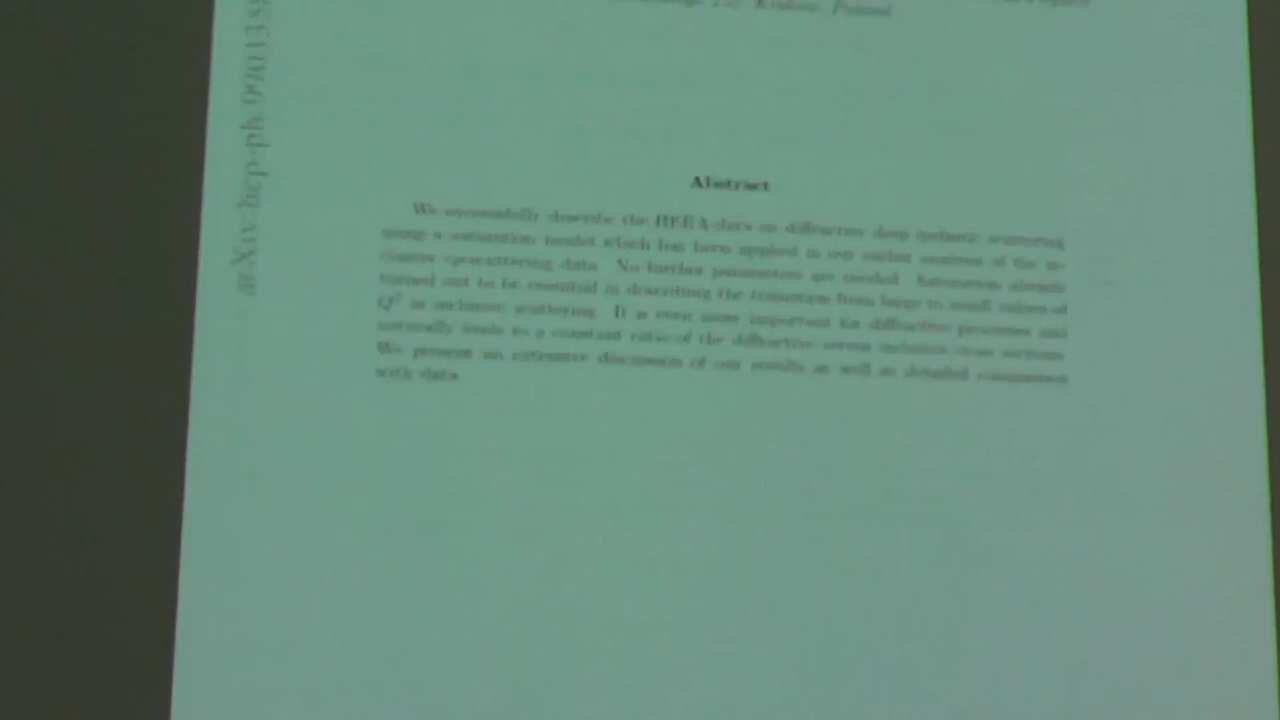 Krakow, Poland
arXiv:hep-ph/990
Abstract
We successfully describe the HERA-data on diffractive deep inelastic scattering
using a saturation model which has been applied in our earlier analysis of the in-
clusive ep-scattering data. No further parameters are needed. Saturation already
turned out to be essential in describing the transition from large to small values of
Q² in inclusive scattering. It is even more important for diffractive processes and
naturally leads to a constant ratio of the diffractive versus inclusive cross sections.
We present an extensive discussion of our results as well as detailed comparison
with data.